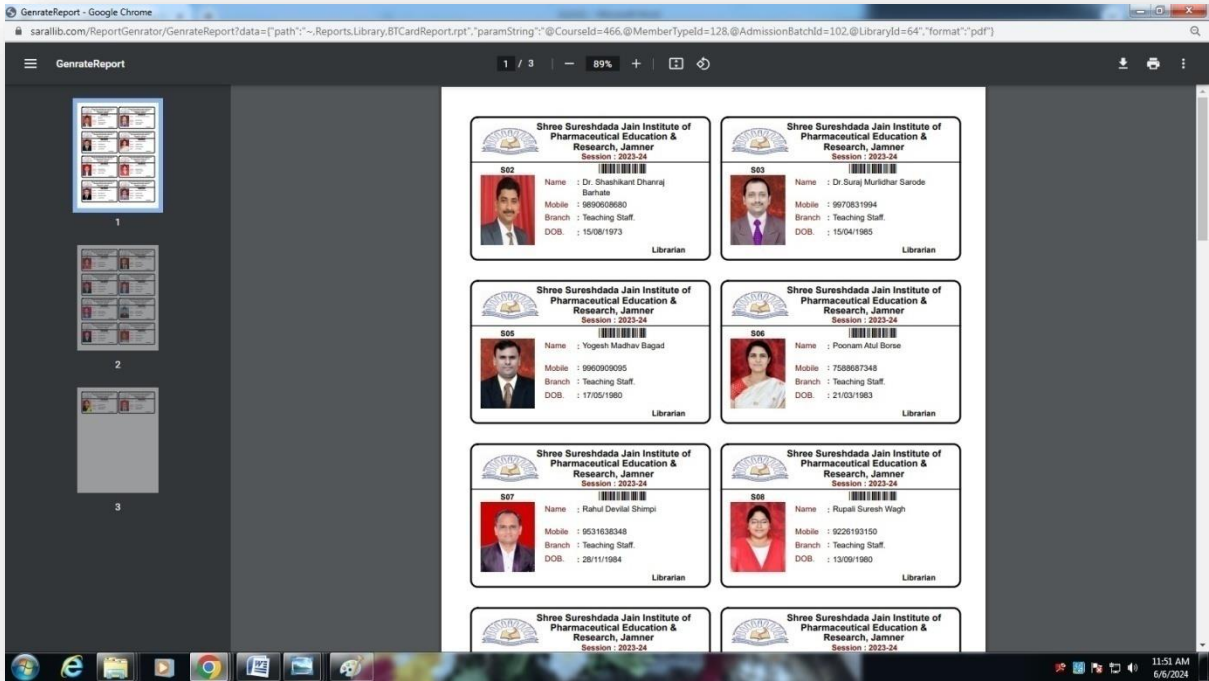 GenrateReport - Google Chrome
sarallib.com/ReportGenrator/GenrateReport?data={"path":"~.Reports.Library,BTCardReport.rpt","paramString":"@CourseId=466,@MemberTypeId=128,@AdmissionBatchId=102,@LibraryId=64","format":"pdf"}
GenrateReport
1 / 3
89%
1
2
3
Shree Sureshdada Jain Institute of
Pharmaceutical Education &
Research, Jamner
Session : 2023-24
S02
Name : Dr. Shashikant Dhanraj
Barhate
Mobile : 9890608680
Branch : Teaching Staff.
DOB. : 15/08/1973
Librarian
Shree Sureshdada Jain Institute of
Pharmaceutical Education &
Research, Jamner
Session : 2023-24
S03
Name : Dr.Suraj Murlidhar Sarode
Mobile : 9970831994
Branch : Teaching Staff.
DOB. : 15/04/1985
Librarian
Shree Sureshdada Jain Institute of
Pharmaceutical Education &
Research, Jamner
Session : 2023-24
S05
Name : Yogesh Madhav Bagad
Mobile : 9960909095
Branch : Teaching Staff.
DOB. : 17/05/1980
Librarian
Shree Sureshdada Jain Institute of
Pharmaceutical Education &
Research, Jamner
Session : 2023-24
S06
Name : Poonam Atul Borse
Mobile : 7588687348
Branch : Teaching Staff.
DOB. : 21/03/1983
Librarian
Shree Sureshdada Jain Institute of
Pharmaceutical Education &
Research, Jamner
Session : 2023-24
S07
Name : Rahul Devilal Shimpi
Mobile : 9531638348
Branch : Teaching Staff.
DOB. : 28/11/1984
Librarian
Shree Sureshdada Jain Institute of
Pharmaceutical Education &
Research, Jamner
Session : 2023-24
S08
Name : Rupali Suresh Wagh
Mobile : 9226193150
Branch : Teaching Staff.
DOB. : 13/09/1980
Librarian
Shree Sureshdada Jain Institute of
Pharmaceutical Education &
Research, Jamner
Session : 2023-24
Shree Sureshdada Jain Institute of
Pharmaceutical Education &
Research, Jamner
Session : 2023-24
11:51 AM
6/6/2024